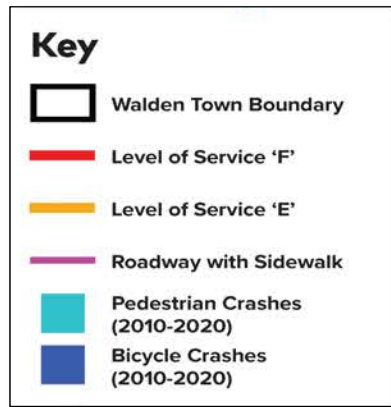 Key
Walden Town Boundary
Level of Service ‘F’
Level of Service ‘E’
Roadway with Sidewalk
Pedestrian Crashes
(2010-2020)
Bicycle Crashes
(2010-2020)